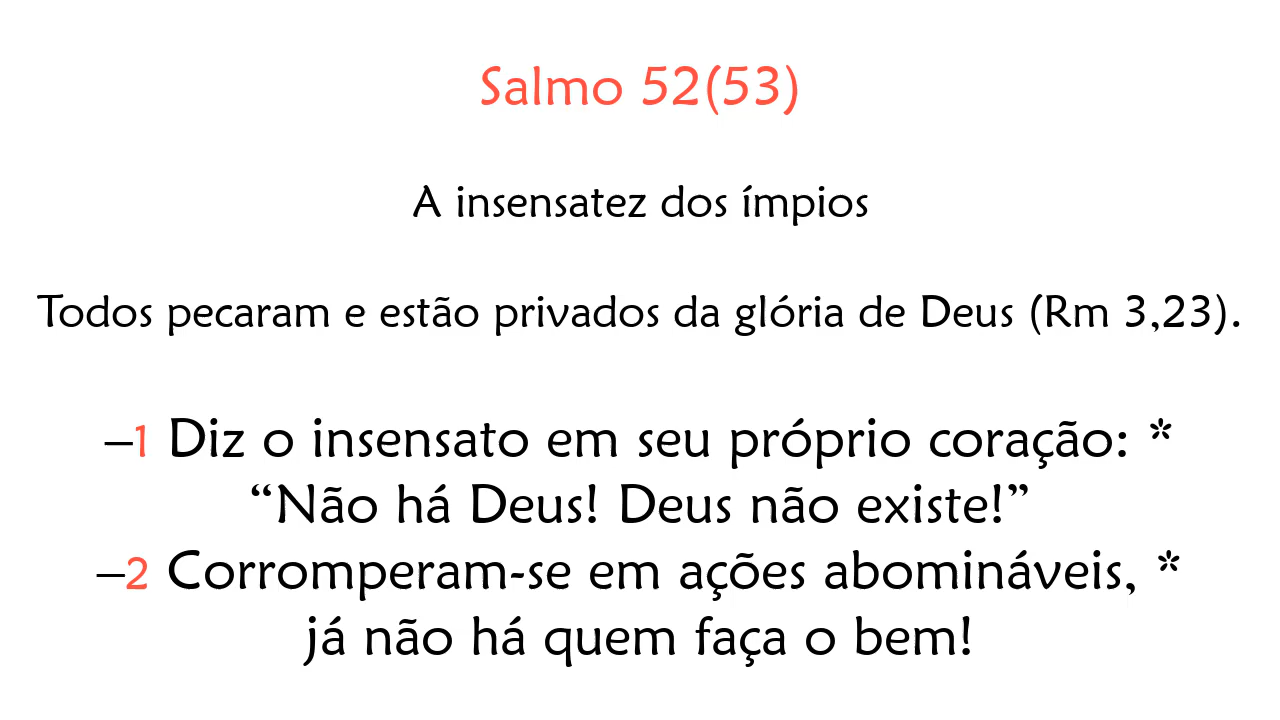 Salmo 52(53)
A insensatez dos ímpios
Todos pecaram e estão privados da glória de Deus (Rm 3,23).
–1 Diz o insensato em seu próprio coração: *
“Não há Deus! Deus não existe!”
–2 Corromperam-se em ações abomináveis, *
já não há quem faça o bem!